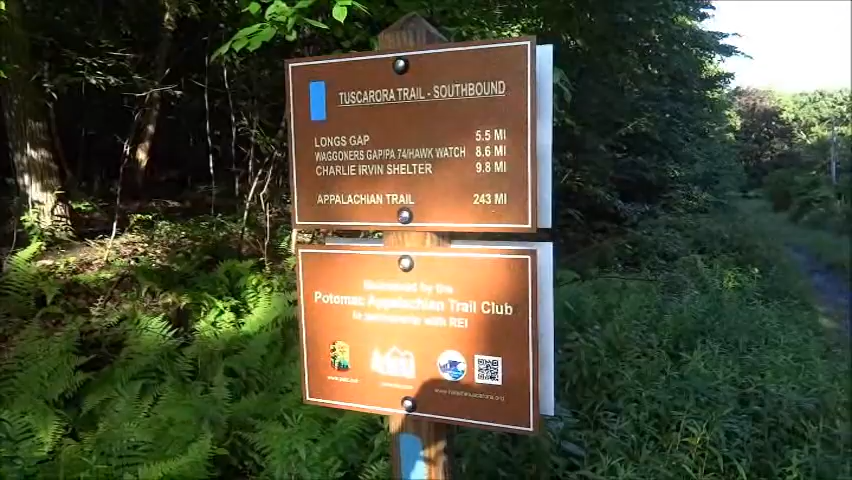 TUSCARORA TRAIL - SOUTHBOUND
LONGS GAP 5.5 MI
WAGGONERS GAP/PA 74/HAWK WATCH 8.6 MI
CHARLIE IRVIN SHELTER 9.8 MI
APPALACHIAN TRAIL 243 MI
Maintained by the
Potomac Appalachian Trail Club
in partnership with REI